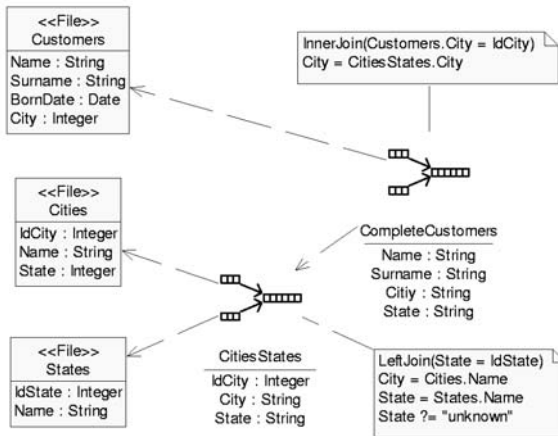 <<File>>
Customers
Name : String
Surname : String
BornDate : Date
City : Integer
InnerJoin(Customers.City = IdCity)
City = CitiesStates.City
<<File>>
Cities
IdCity : Integer
Name : String
State : Integer
CompleteCustomers
Name : String
Surname : String
Citiy : String
State : String
<<File>>
States
IdState : Integer
Name : String
CitiesStates
IdCity : Integer
City : String
State : String
LeftJoin(State = IdState)
City = Cities.Name
State = States.Name
State ?= "unknown"